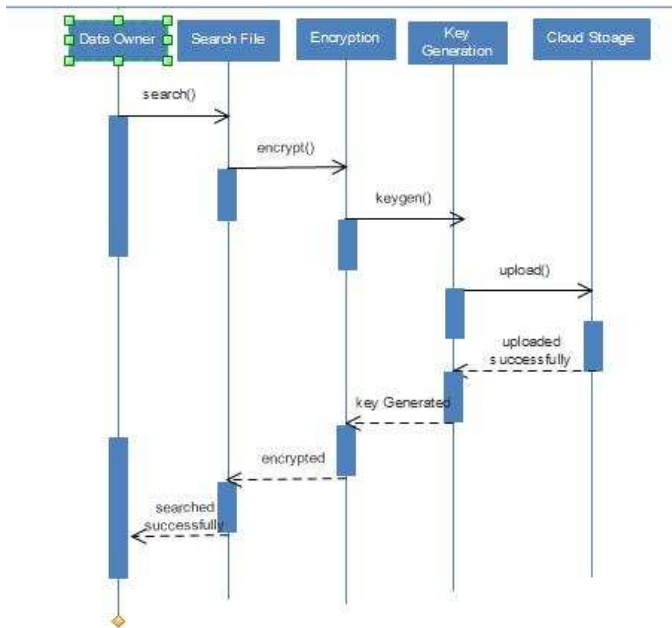 Data Owner
Search File
Encryption
Key
Generation
Cloud Stoage
search()
encrypt()
keygen()
upload()
uploaded
successfully
key Generated
encrypted
searched
successfully